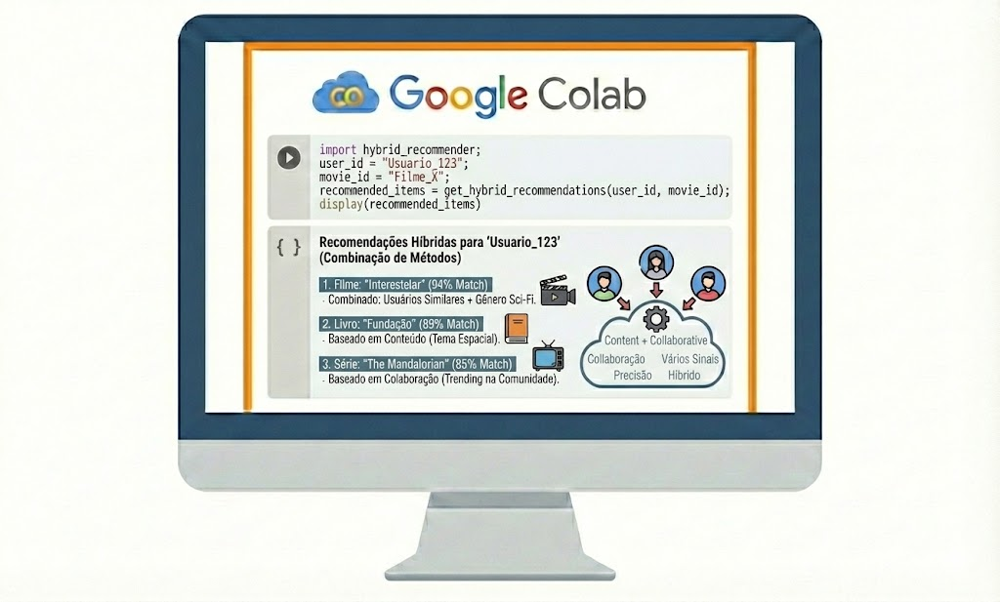 CO Google Colab
import hybrid_recommender;
user_id = "Usuario_123";
movie_id = "Filme_X";
recommended_items = get_hybrid_recommendations(user_id, movie_id);
display(recommended_items)
{ }
Recomendações Híbridas para 'Usuario_123'
(Combinação de Métodos)
1. Filme: "Interestelar" (94% Match)
- Combinado: Usuários Similares + Gênero Sci-Fi.
2. Livro: "Fundação" (89% Match)
- Baseado em Conteúdo (Tema Espacial).
3. Série: "The Mandalorian" (85% Match)
- Baseado em Colaboração (Trending na Comunidade).
Content + Collaborative
Colaboração Vários Sinais
Precisão Híbrido